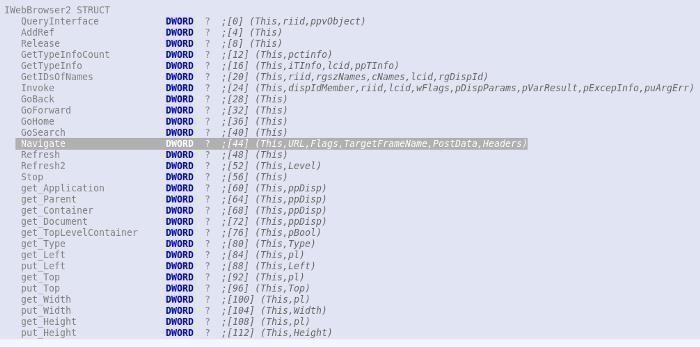 IWebBrowser2 STRUCT
QueryInterface DWORD ? ;[0] (This,riid,ppvObject)
AddRef DWORD ? ;[4] (This)
Release DWORD ? ;[8] (This)
GetTypeInfoCount DWORD ? ;[12] (This,pctinfo)
GetTypeInfo DWORD ? ;[16] (This,iTInfo,lcid,ppTInfo)
GetIDsOfNames DWORD ? ;[20] (This,riid,rgszNames,cNames,lcid,rgDispId)
Invoke DWORD ? ;[24] (This,dispIdMember,riid,lcid,wFlags,pDispParams,pVarResult,pExcepInfo,puArgErr)
GoBack DWORD ? ;[28] (This)
GoForward DWORD ? ;[32] (This)
GoHome DWORD ? ;[36] (This)
GoSearch DWORD ? ;[40] (This)
Navigate DWORD ? ;[44] (This,URL,Flags,TargetFrameName,PostData,Headers)
Refresh DWORD ? ;[48] (This)
Refresh2 DWORD ? ;[52] (This,Level)
Stop DWORD ? ;[56] (This)
get_Application DWORD ? ;[60] (This,ppDisp)
get_Parent DWORD ? ;[64] (This,ppDisp)
get_Container DWORD ? ;[68] (This,ppDisp)
get_Document DWORD ? ;[72] (This,ppDisp)
get_TopLevelContainer DWORD ? ;[76] (This,pBool)
get_Type DWORD ? ;[80] (This,Type)
get_Left DWORD ? ;[84] (This,pl)
put_Left DWORD ? ;[88] (This,Left)
get_Top DWORD ? ;[92] (This,pl)
put_Top DWORD ? ;[96] (This,Top)
get_Width DWORD ? ;[100] (This,pl)
put_Width DWORD ? ;[104] (This,Width)
get_Height DWORD ? ;[108] (This,pl)
put_Height DWORD ? ;[112] (This,Height)